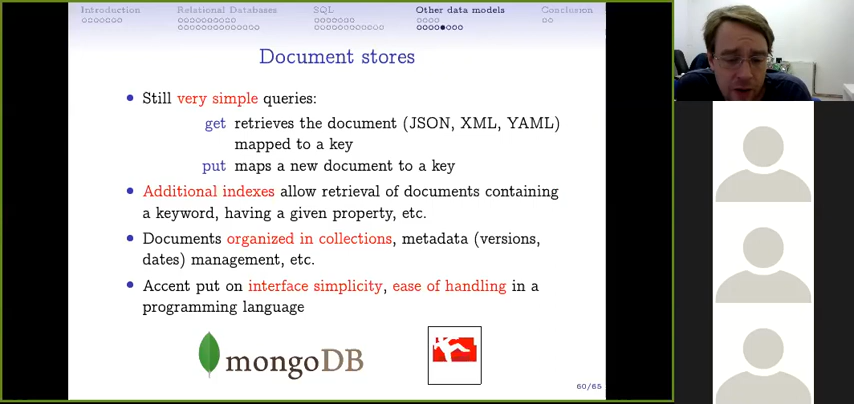 Introduction Relational Databases SQL Other data models Conclusion
Document stores
Still very simple queries:
get retrieves the document (JSON, XML, YAML)
mapped to a key
put maps a new document to a key
Additional indexes allow retrieval of documents containing
a keyword, having a given property, etc.
Documents organized in collections, metadata (versions,
dates) management, etc.
Accent put on interface simplicity, ease of handling in a
programming language
mongoDB
60/65